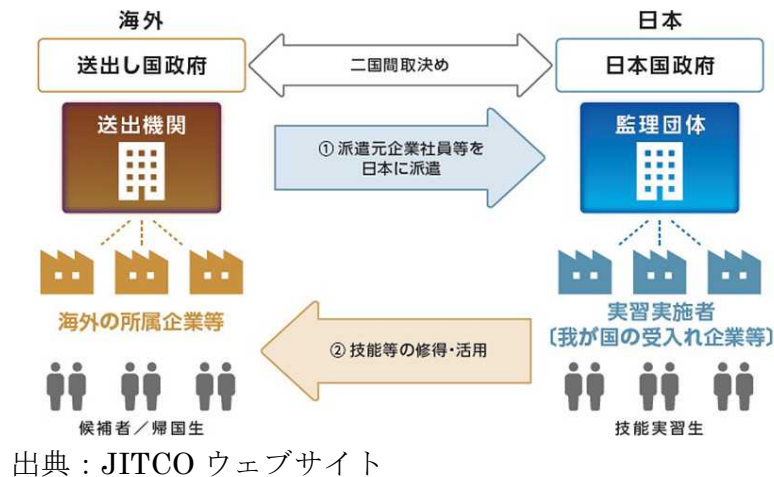 海外
日本
送出し国政府
二国間取決め
日本国政府
送出機関
① 派遣元企業社員等を
日本に派遣
監理団体
海外の所属企業等
実習実施者
〔我が国の受入れ企業等〕
② 技能等の修得・活用
候補者／帰国生
技能実習生
出典：JITCO ウェブサイト